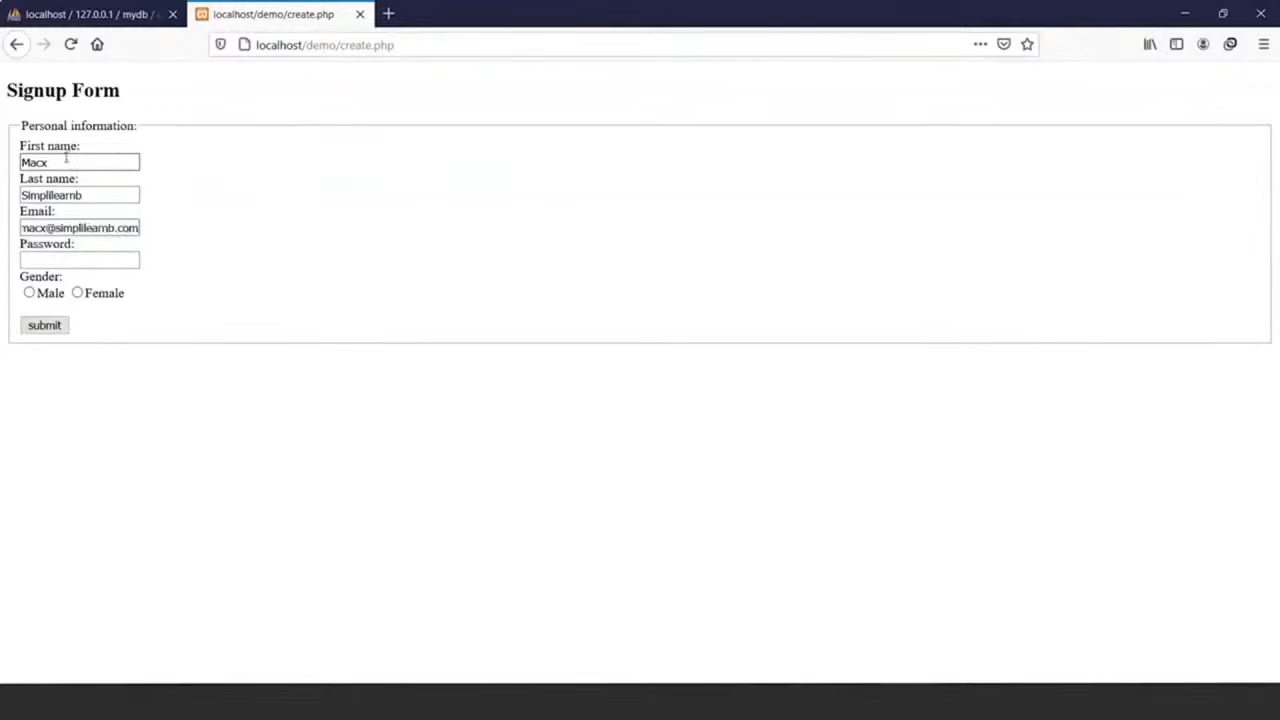 localhost / 127.0.0.1 / mydb /
localhost/demo/create.php
localhost/demo/create.php
Signup Form
Personal information:
First name:
Macx
Last name:
Simplilearnb
Email:
macx@simplilearnb.com
Password:
Gender:
Male Female
submit